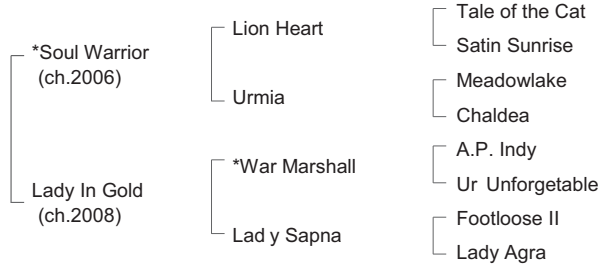 *Soul Warrior
(ch.2006)
Lady In Gold
(ch.2008)
Lion Heart
Urmia
*War Marshall
Lad y Sapna
Tale of the Cat
Satin Sunrise
Meadowlake
Chaldea
A.P. Indy
Ur Unforgetable
Footloose II
Lady Agra